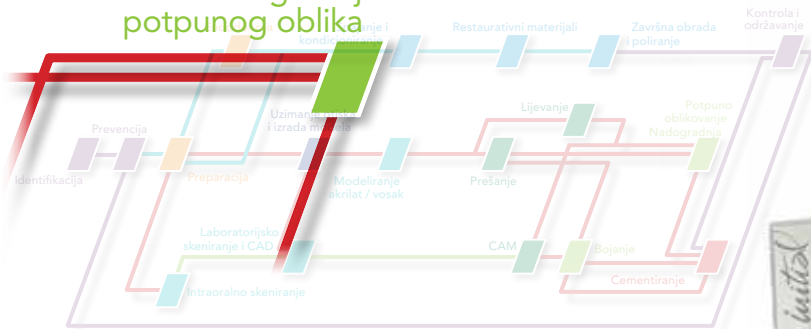 potpunog oblika
Restaurativni materijali
Završna obrada
i poliranje
Kontrola i
održavanje
kondicioniranje
Uzimanje otiska
i izrada modela
Lijevanje
Potpuno
oblikovanje
Nadogradnja
Prevencija
Identifikacija
Preparacija
Modeliranje
akrilat / vosak
Prešanje
Laboratorijsko
skeniranje i CAD
CAM
Bojanje
Cementiranje
Intraoralno skeniranje
initial